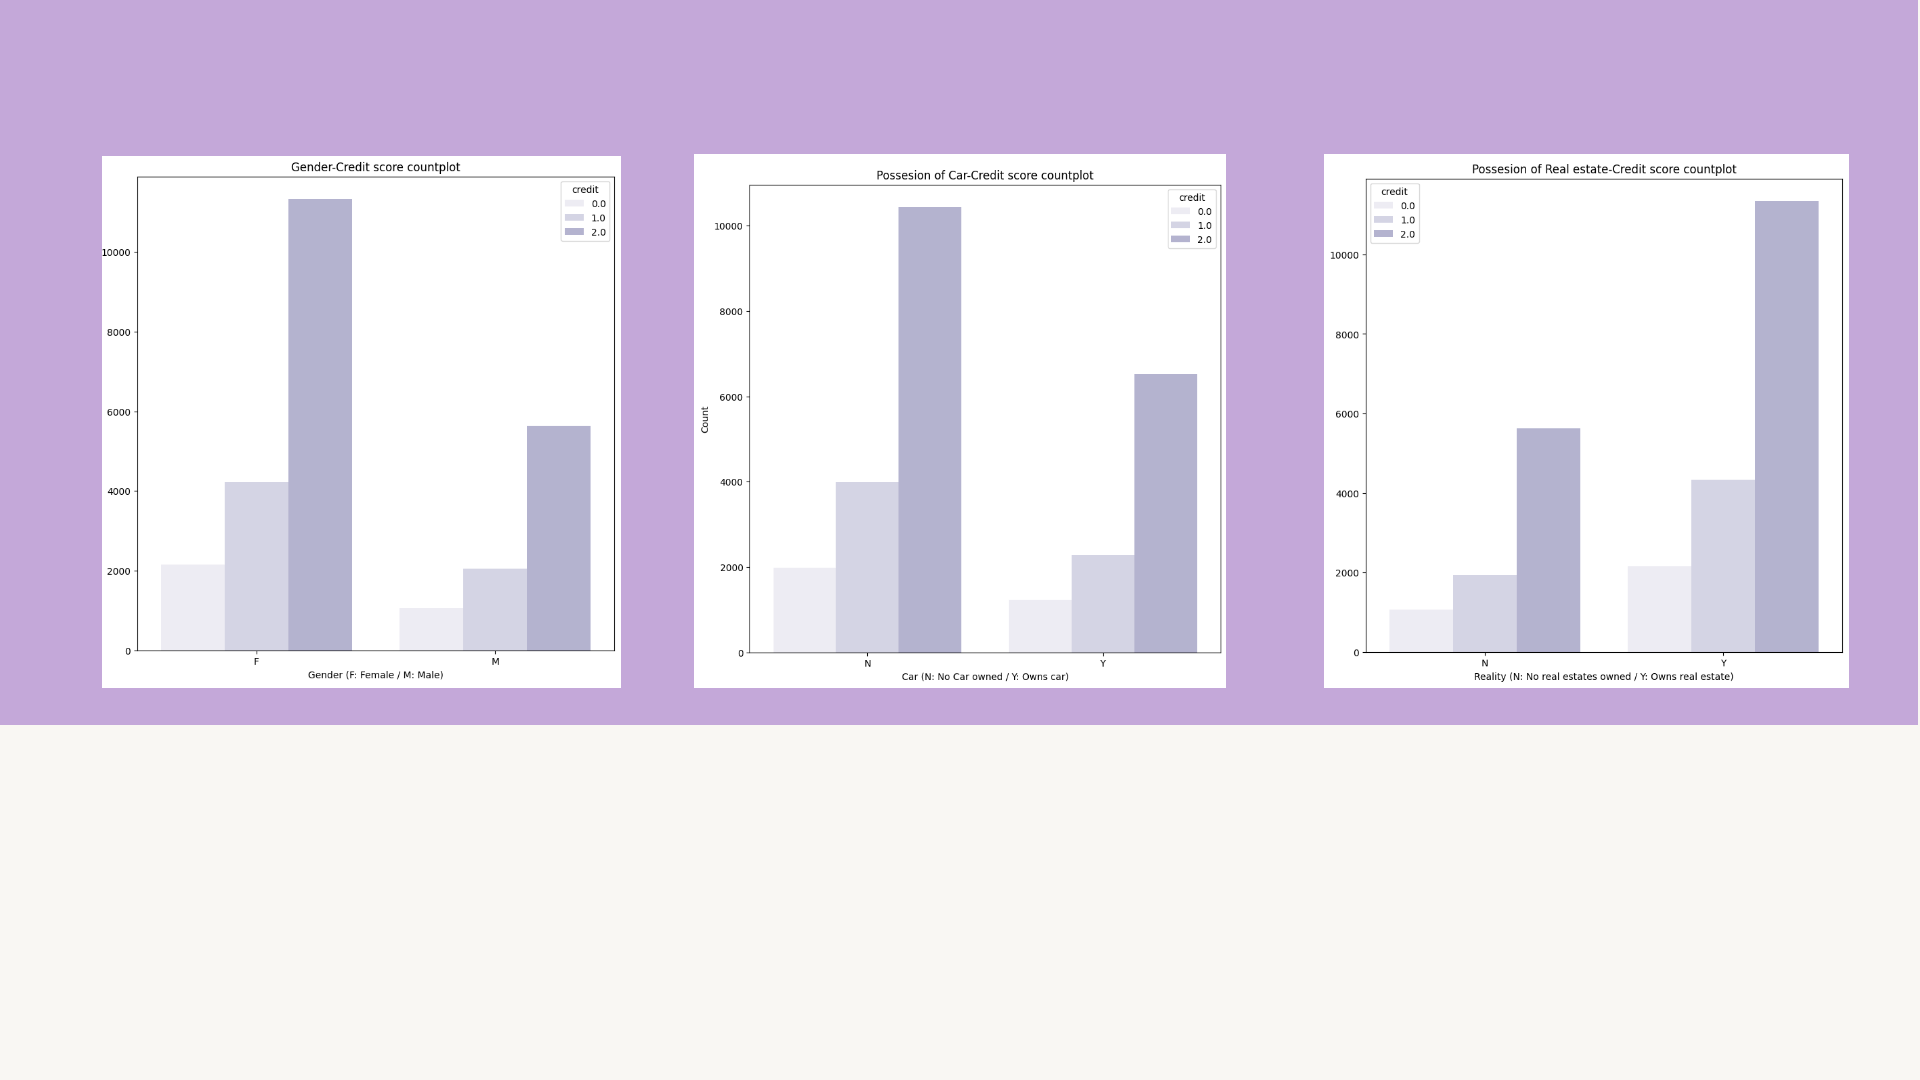 Gender-Credit score countplot
credit
0.0
1.0
2.0
10000
8000
6000
4000
2000
0
F
M
Gender (F: Female / M: Male)
Possesion of Car-Credit score countplot
credit
0.0
1.0
2.0
Count
10000
8000
6000
4000
2000
0
N
Y
Car (N: No Car owned / Y: Owns car)
Possesion of Real estate-Credit score countplot
credit
0.0
1.0
2.0
10000
8000
6000
4000
2000
0
N
Y
Reality (N: No real estates owned / Y: Owns real estate)